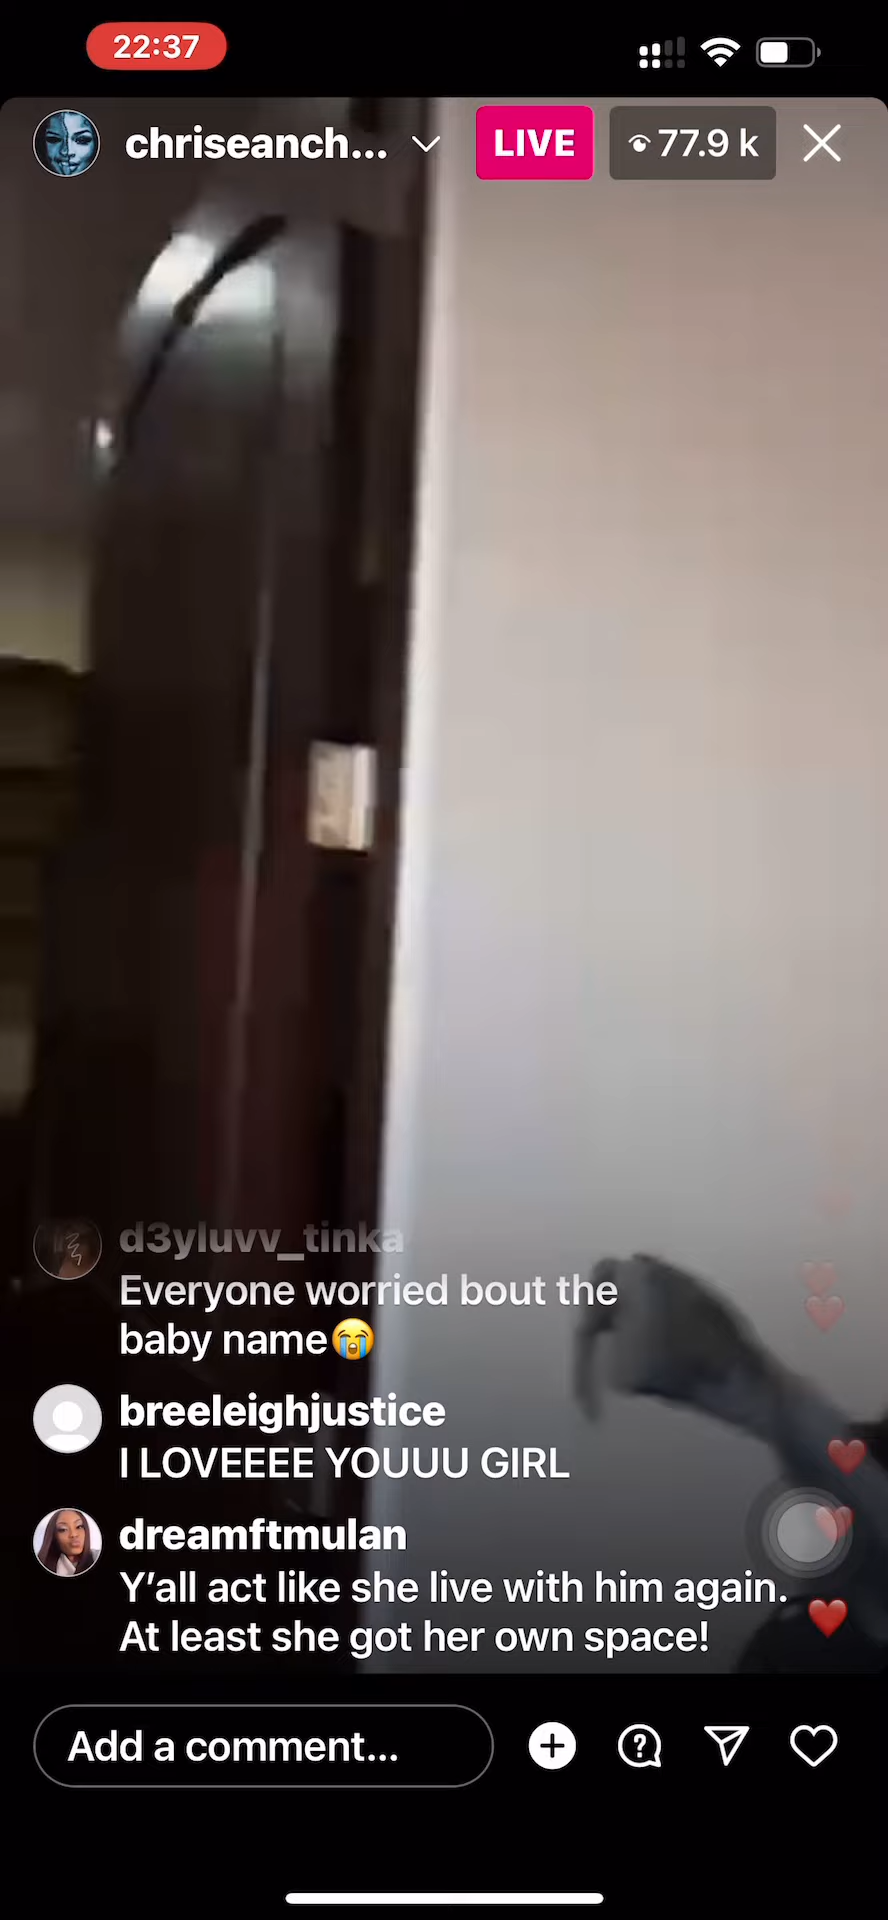 22:37
chriseanch...
LIVE
77.9 k
d3yluvv_tinka
Everyone worried bout the
baby name😭
breeleighjustice
I LOVEEEE YOUUU GIRL
dreamftmulan
Y’all act like she live with him again.
At least she got her own space!
Add a comment...